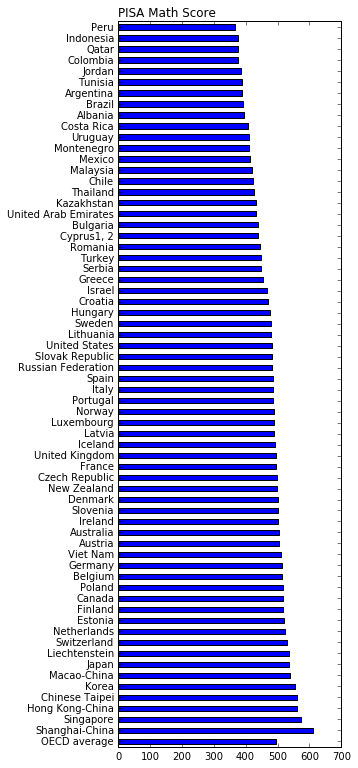 PISA Math Score
Peru
Indonesia
Qatar
Colombia
Jordan
Tunisia
Argentina
Brazil
Albania
Costa Rica
Uruguay
Montenegro
Mexico
Malaysia
Chile
Thailand
Kazakhstan
United Arab Emirates
Bulgaria
Cyprus1, 2
Romania
Turkey
Serbia
Greece
Israel
Croatia
Hungary
Sweden
Lithuania
United States
Slovak Republic
Russian Federation
Spain
Italy
Portugal
Norway
Luxembourg
Latvia
Iceland
United Kingdom
France
Czech Republic
New Zealand
Denmark
Slovenia
Ireland
Australia
Austria
Viet Nam
Germany
Belgium
Poland
Canada
Finland
Estonia
Netherlands
Switzerland
Liechtenstein
Japan
Macao-China
Korea
Chinese Taipei
Hong Kong-China
Singapore
Shanghai-China
OECD average
0 100 200 300 400 500 600 700